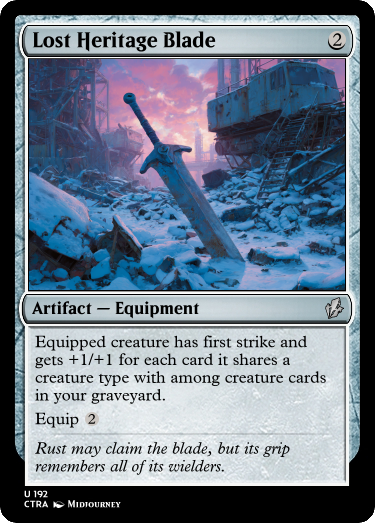 Lost Heritage Blade 2
Artifact — Equipment
Equipped creature has first strike and
gets +1/+1 for each card it shares a
creature type with among creature cards
in your graveyard.
Equip 2
Rust may claim the blade, but its grip
remembers all of its wielders.
U 192
CTRA Midjourney